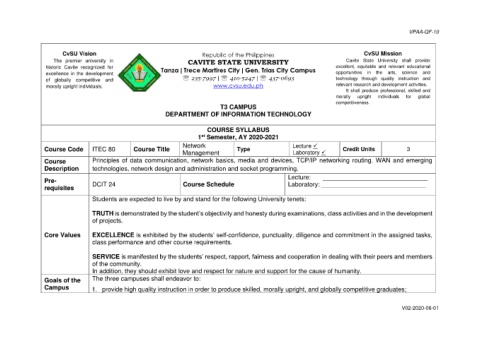 VPAA-QF-10
CvSU Vision
The premier university in
historic Cavite recognized for
excellence in the development
of globally competitive and
morally upright individuals.
Republic of the Philippines
CAVITE STATE UNIVERSITY
Tanza | Trece Martires City | Gen. Trias City Campus
www.cvsu.edu.ph
CvSU Mission
Cavite State University shall provide
excellent, equitable and relevant educational
opportunities in the arts, science and
technology through quality instruction and
relevant research and development activities.
It shall produce professional, skilled and
morally upright individuals for global
competitiveness.
T3 CAMPUS
DEPARTMENT OF INFORMATION TECHNOLOGY
COURSE SYLLABUS
1st Semester, AY 2020-2021
Course Code ITEC 80 Course Title Network Management Type Lecture ✓ Laboratory ✓ Credit Units 3
Course Description Principles of data communication, network basics, media and devices, TCP/IP networking routing. WAN and emerging
technologies, network design and administration and socket programming.
Pre-requisites DCIT 24 Course Schedule Lecture:
Laboratory:
Core Values
Students are expected to live by and stand for the following University tenets:
TRUTH is demonstrated by the student's objectivity and honesty during examinations, class activities and in the development
of projects.
EXCELLENCE is exhibited by the students' self-confidence, punctuality, diligence and commitment in the assigned tasks,
class performance and other course requirements.
SERVICE is manifested by the students' respect, rapport, fairness and cooperation in dealing with their peers and members
of the community.
In addition, they should exhibit love and respect for nature and support for the cause of humanity.
Goals of the Campus
The three campuses shall endeavor to:
1. provide high quality instruction in order to produce skilled, morally upright, and globally competitive graduates;
V02-2020-06-01